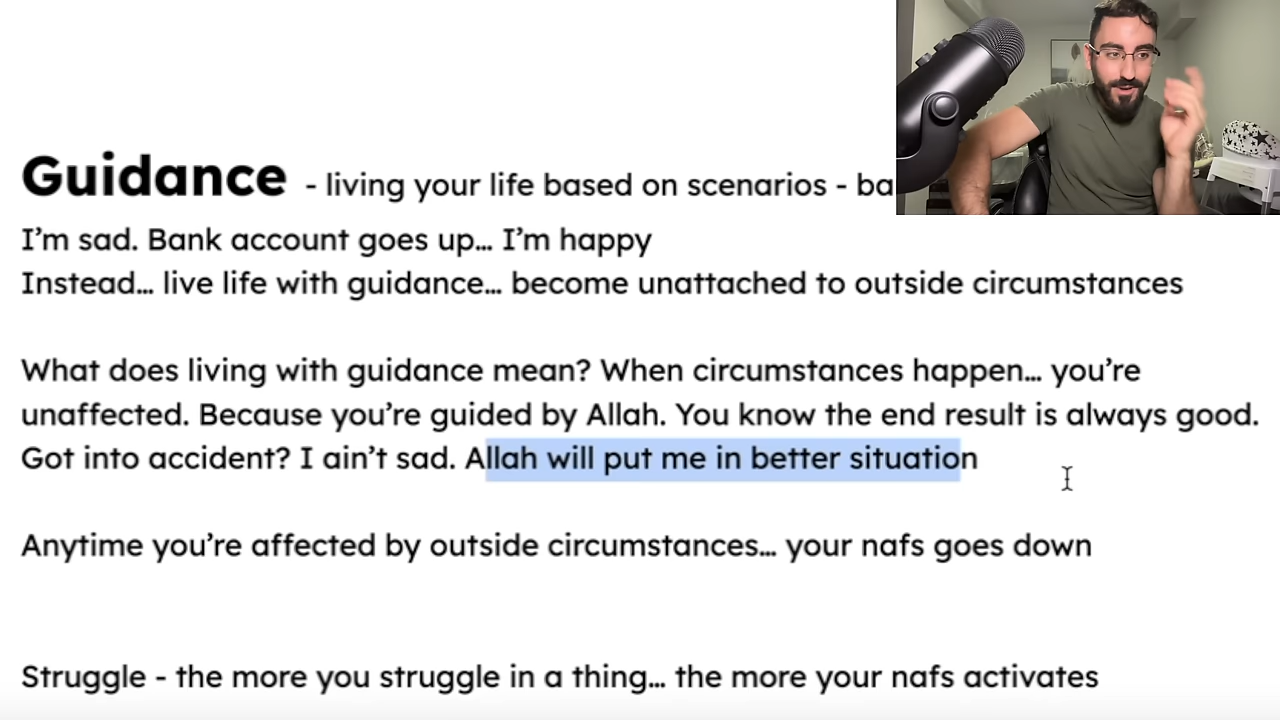 Guidance - living your life based on scenarios - ba
I’m sad. Bank account goes up... I’m happy
Instead... live life with guidance... become unattached to outside circumstances
What does living with guidance mean? When circumstances happen... you’re
unaffected. Because you’re guided by Allah. You know the end result is always good.
Got into accident? I ain’t sad. Allah will put me in better situation
Anytime you’re affected by outside circumstances... your nafs goes down
Struggle - the more you struggle in a thing... the more your nafs activates